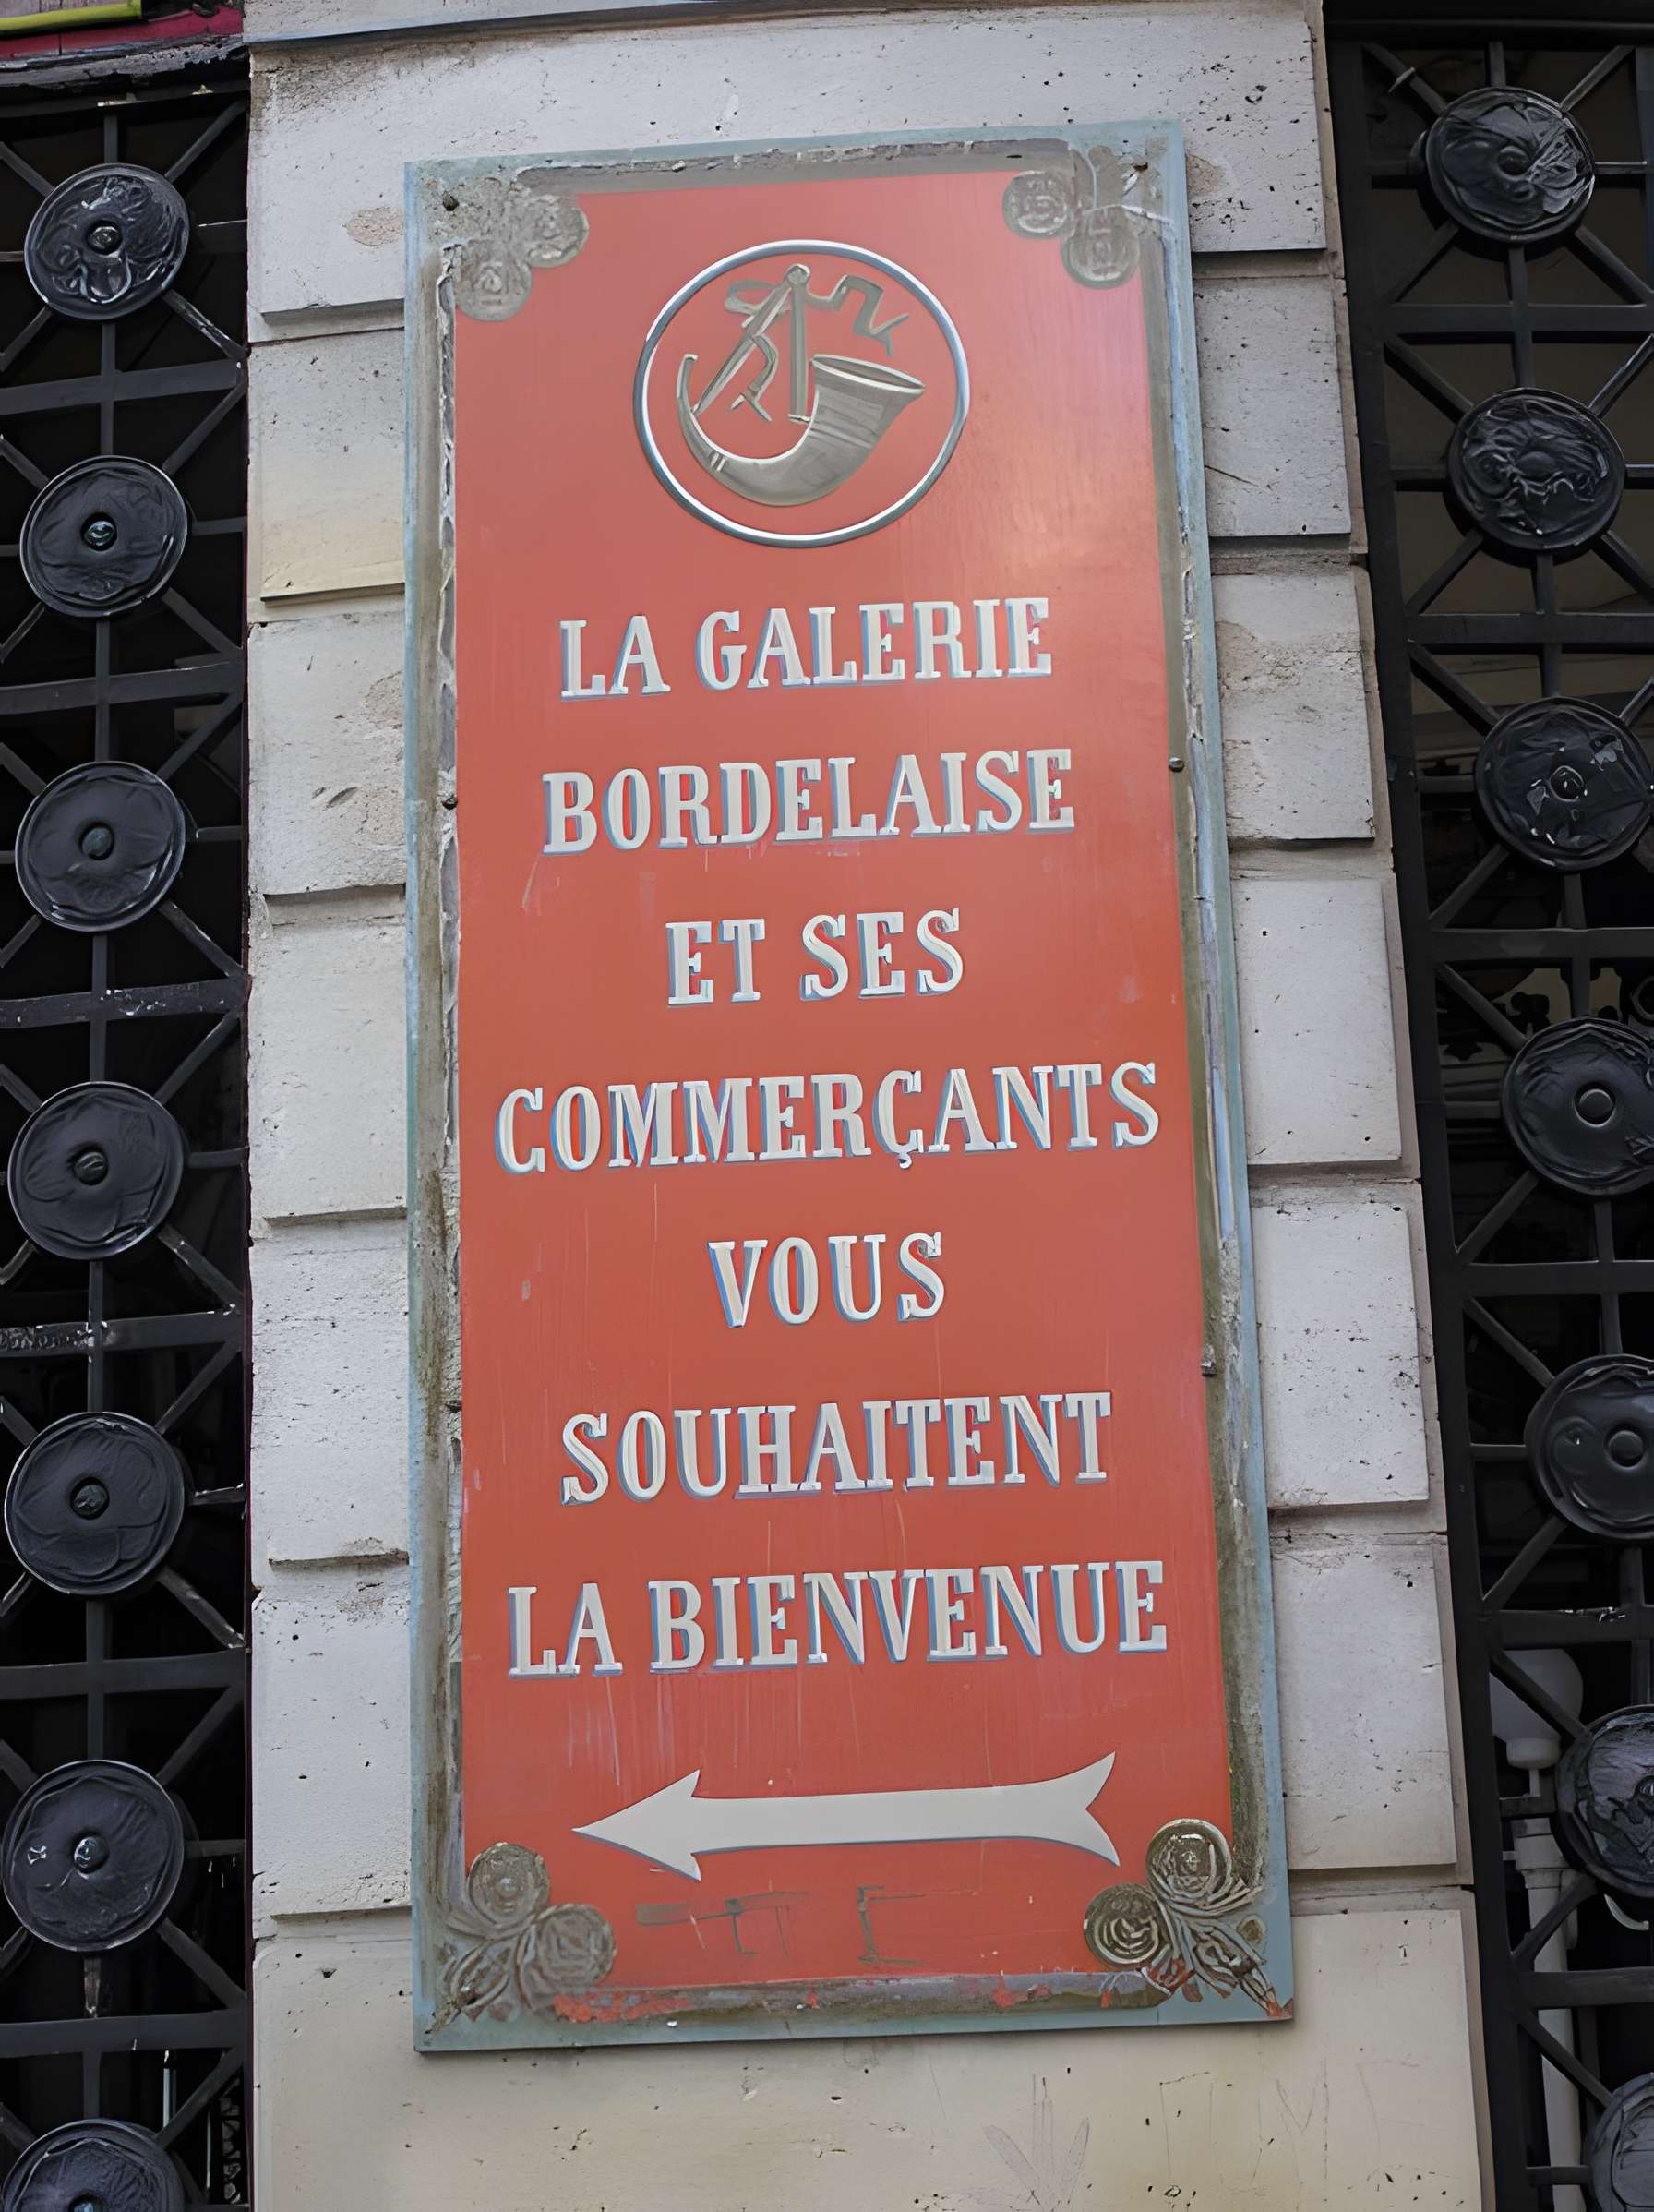 LA GALERIE
BORDELAISE
ET SES
COMMERÇANTS
VOUS
SOUHAITENT
LA BIENVENUE